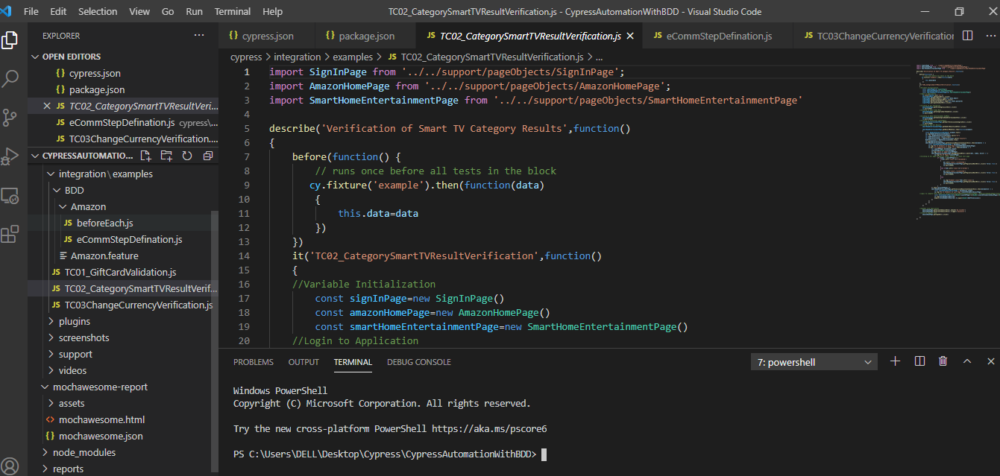 File Edit Selection View Go Run Terminal Help TC02_CategorySmartTVResultVerification.js - CypressAutomationWithBDD - Visual Studio Code
EXPLORER
OPEN EDITORS
{} cypress.json
{} package.json
JS TC02_CategorySmartTVResultVeri...
JS eCommStepDefination.js cypress\...
JS TC03ChangeCurrencyVerification....
CYPRESSAUTOMATIO...
integration\examples
BDD
Amazon
JS beforeEach.js
JS eCommStepDefination.js
Amazon.feature
JS TC01_GiftCardValidation.js
JS TC02_CategorySmartTVResultVerif...
JS TC03ChangeCurrencyVerification.js
plugins
screenshots
support
videos
mochawesome-report
assets
<> mochawesome.html
{} mochawesome.json
node_modules
reports
{} cypress.json {} package.json JS TC02_CategorySmartTVResultVerification.js JS eCommStepDefination.js JS TC03ChangeCurrencyVerification
cypress > integration > examples > JS TC02_CategorySmartTVResultVerification.js > ...
1 import SignInPage from '../../support/pageObjects/SignInPage';
2 import AmazonHomePage from '../../support/pageObjects/AmazonHomePage';
3 import SmartHomeEntertainmentPage from '../../support/pageObjects/SmartHomeEntertainmentPage'
4
5 describe('Verification of Smart TV Category Results',function()
6 {
7 before(function() {
8 // runs once before all tests in the block
9 cy.fixture('example').then(function(data)
10 {
11 this.data=data
12 })
13 })
14 it('TC02_CategorySmartTVResultVerification',function()
15 {
16 //Variable Initialization
17 const signInPage=new SignInPage()
18 const amazonHomePage=new AmazonHomePage()
19 const smartHomeEntertainmentPage=new SmartHomeEntertainmentPage()
20 //Login to Application
PROBLEMS OUTPUT TERMINAL DEBUG CONSOLE 7: powershell
Windows PowerShell
Copyright (C) Microsoft Corporation. All rights reserved.
Try the new cross-platform PowerShell https://aka.ms/pscore6
PS C:\Users\DELL\Desktop\Cypress\CypressAutomationWithBDD>